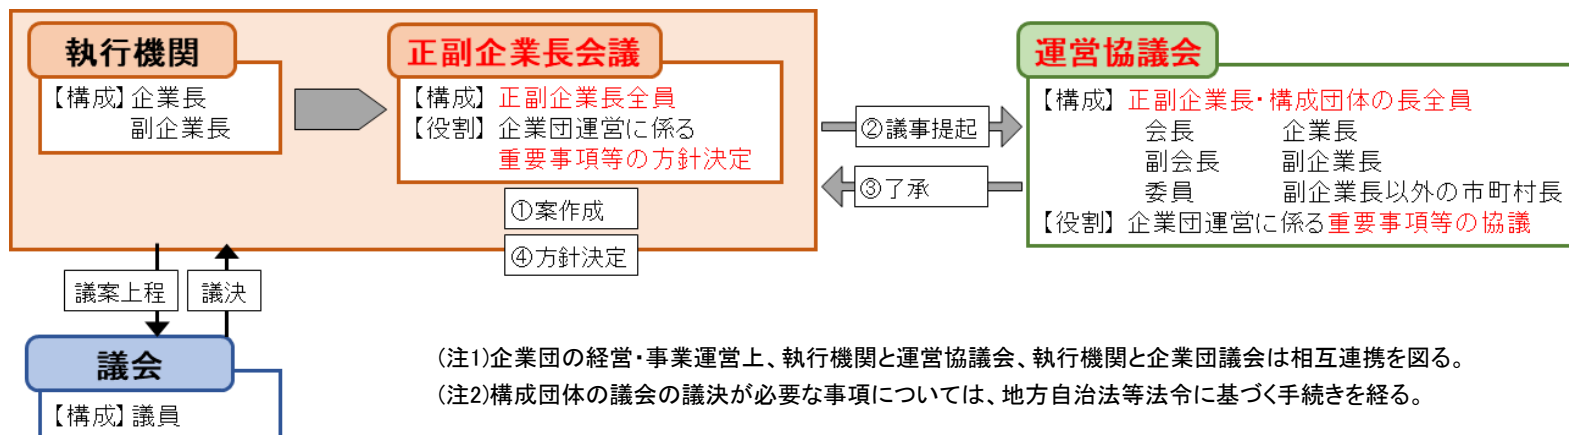 執行機関
【構成】企業長
副企業長
正副企業長会議
【構成】正副企業長全員
【役割】企業団運営に係る
重要事項等の方針決定
①案作成
④方針決定
②議事提起
③了承
運営協議会
【構成】正副企業長・構成団体の長全員
会長 企業長
副会長 副企業長
委員 副企業長以外の市町村長
【役割】企業団運営に係る重要事項等の協議
議案上程
議決
議会
【構成】議員
(注1)企業団の経営・事業運営上、執行機関と運営協議会、執行機関と企業団議会は相互連携を図る。
(注2)構成団体の議会の議決が必要な事項については、地方自治法等法令に基づく手続きを経る。